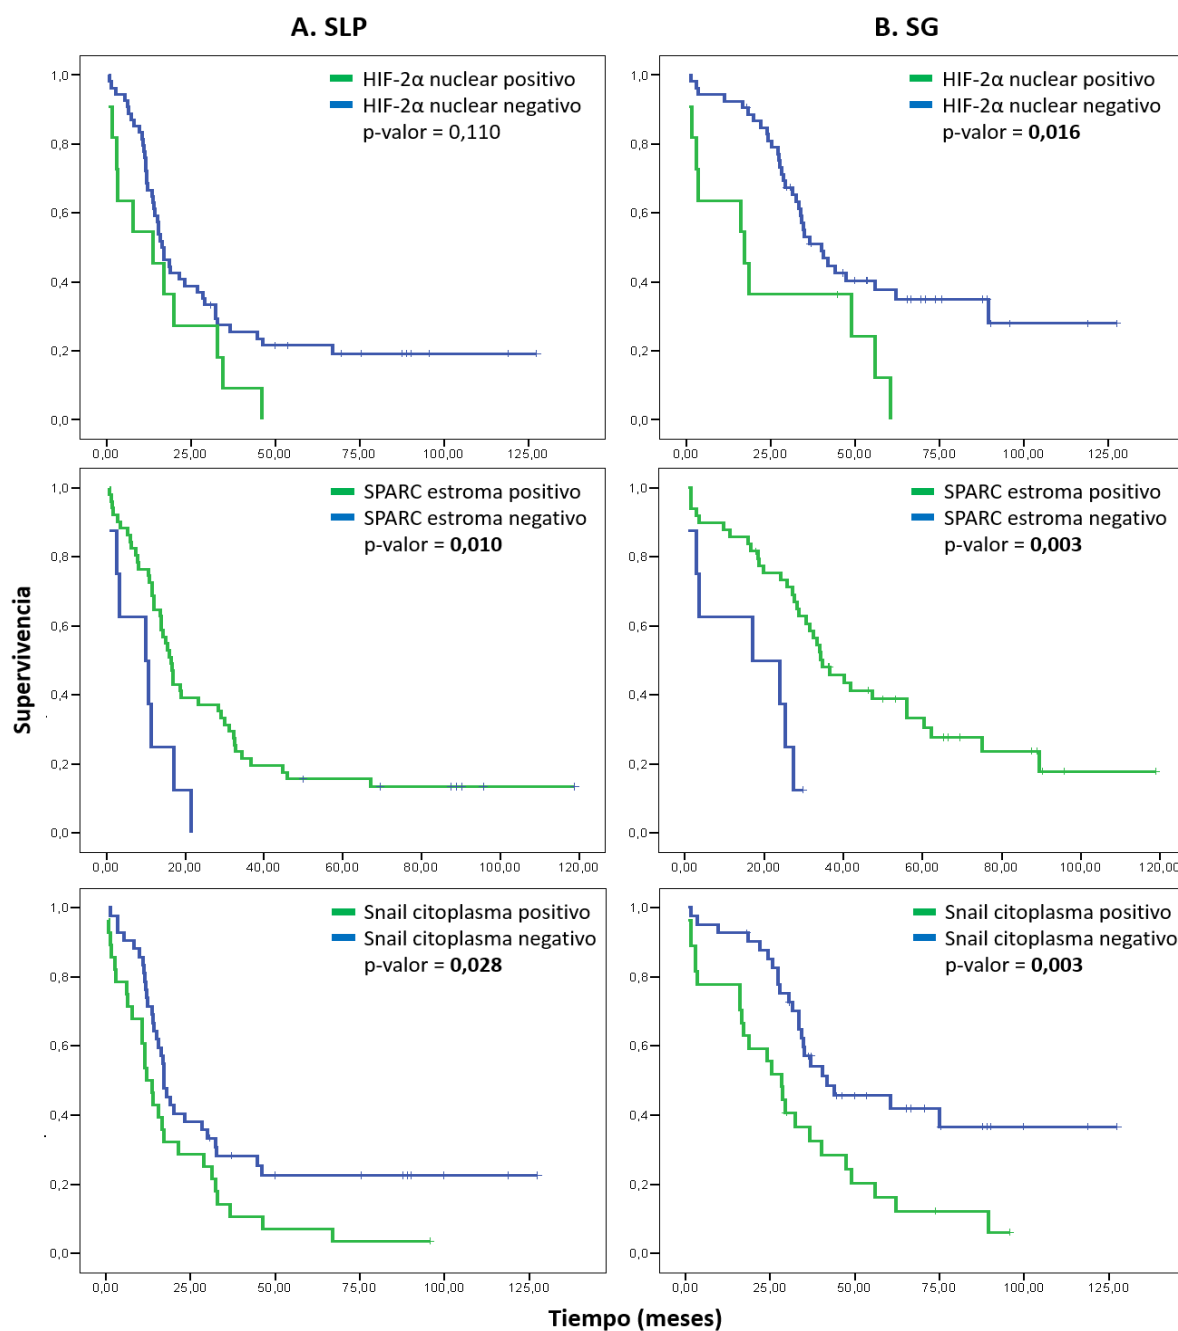 A. SLP
B. SG
HIF-2α nuclear positivo
HIF-2α nuclear negativo
p-valor = 0,110
1,0
0,8
0,6
0,4
0,2
0,0
0,00 25,00 50,00 75,00 100,00 125,00
HIF-2α nuclear positivo
HIF-2α nuclear negativo
p-valor = 0,016
1,0
0,8
0,6
0,4
0,2
0,0
0,00 25,00 50,00 75,00 100,00 125,00
Supervivencia
SPARC estroma positivo
SPARC estroma negativo
p-valor = 0,010
1,0
0,8
0,6
0,4
0,2
0,0
0,00 20,00 40,00 60,00 80,00 100,00 120,00
SPARC estroma positivo
SPARC estroma negativo
p-valor = 0,003
1,0
0,8
0,6
0,4
0,2
0,0
0,00 20,00 40,00 60,00 80,00 100,00 120,00
Snail citoplasma positivo
Snail citoplasma negativo
p-valor = 0,028
1,0
0,8
0,6
0,4
0,2
0,0
0,00 25,00 50,00 75,00 100,00 125,00
Snail citoplasma positivo
Snail citoplasma negativo
p-valor = 0,003
1,0
0,8
0,6
0,4
0,2
0,0
0,00 25,00 50,00 75,00 100,00 125,00
Tiempo (meses)